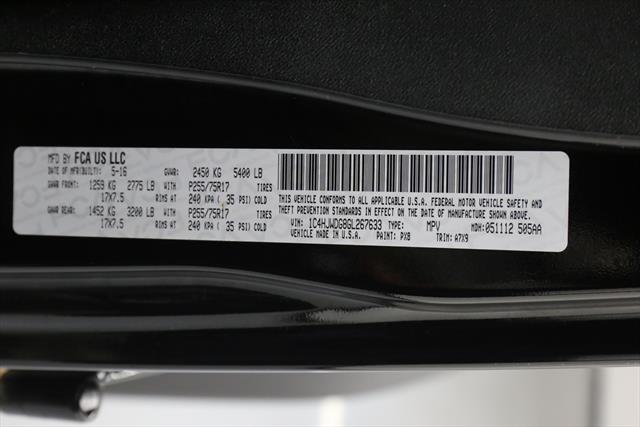 MFD BY FCA US LLC
DATE OF MFR(BUILT): 5-16 GVWR: 2450 KG 5400 LB
GAWR FRONT: 1259 KG 2775 LB WITH P255/75R17 TIRES
17X7.5 RIMS AT 240 KPA ( 35 PSI) COLD
GAWR REAR: 1452 KG 3200 LB WITH P255/75R17 TIRES
17X7.5 RIMS AT 240 KPA ( 35 PSI) COLD
THIS VEHICLE CONFORMS TO ALL APPLICABLE U.S.A. FEDERAL MOTOR VEHICLE SAFETY
AND THEFT PREVENTION STANDARDS IN EFFECT ON THE DATE OF MANUFACTURE SHOWN ABOVE.
VIN: 1C4HJWDG8GL267633 TYPE: MPV MDH: 051112 505AA
VEHICLE MADE IN U.S.A. PAINT: PX8 TRIM: A7X9